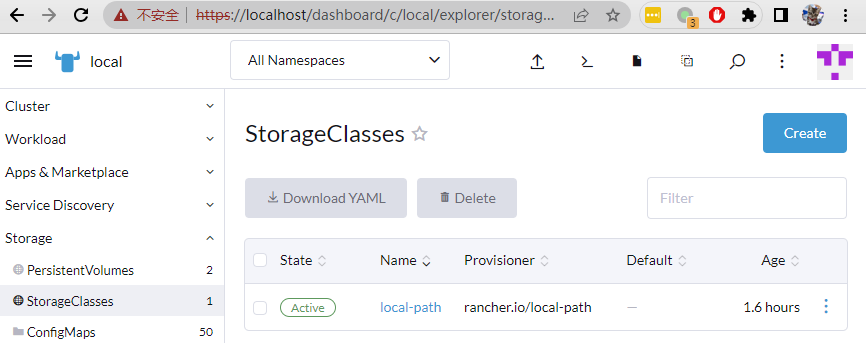 不安全 https://localhost/dashboard/c/local/explorer/storag...
3
local
All Namespaces
Cluster
Workload
Apps & Marketplace
Service Discovery
Storage
PersistentVolumes 2
StorageClasses 1
ConfigMaps 50
StorageClasses
Create
Download YAML
Delete
Filter
State Name Provisioner Default Age
Active local-path rancher.io/local-path — 1.6 hours